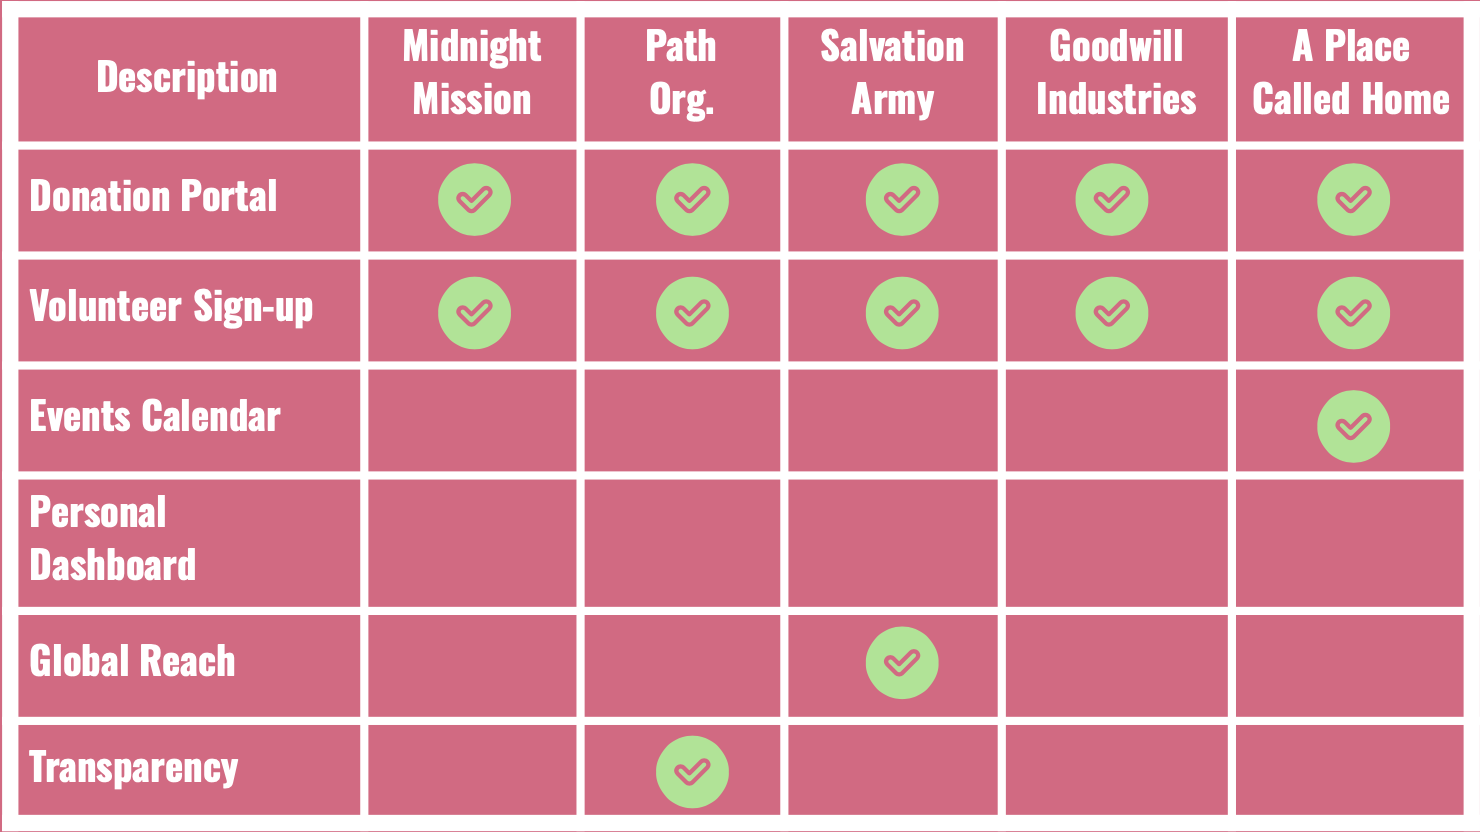 Description
Midnight
Mission
Path
Org.
Salvation
Army
Goodwill
Industries
A Place
Called Home
Donation Portal
Volunteer Sign-up
Events Calendar
Personal
Dashboard
Global Reach
Transparency